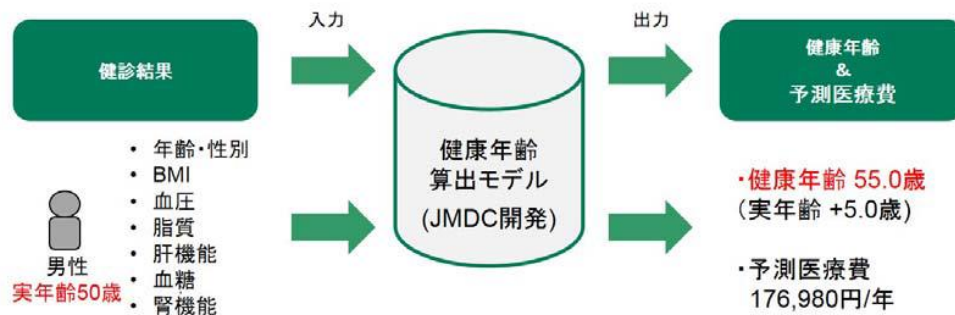 入力
出力
健診結果
健康年齢
&
予測医療費
・年齢・性別
・BMI
・血圧
・脂質
・肝機能
・血糖
・腎機能
男性
実年齢50歳
健康年齢
算出モデル
(JMDC開発)
・健康年齢 55.0歳
(実年齢 +5.0歳)
・予測医療費
176,980円/年